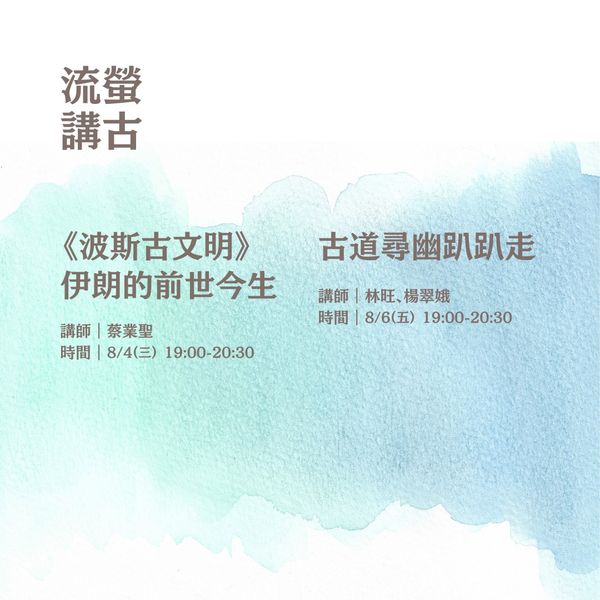 流螢
講古
《波斯古文明》
伊朗的前世今生
講師｜蔡業聖
時間｜8/4(三) 19:00-20:30
古道尋幽趴趴走
講師｜林旺、楊翠娥
時間｜8/6(五) 19:00-20:30